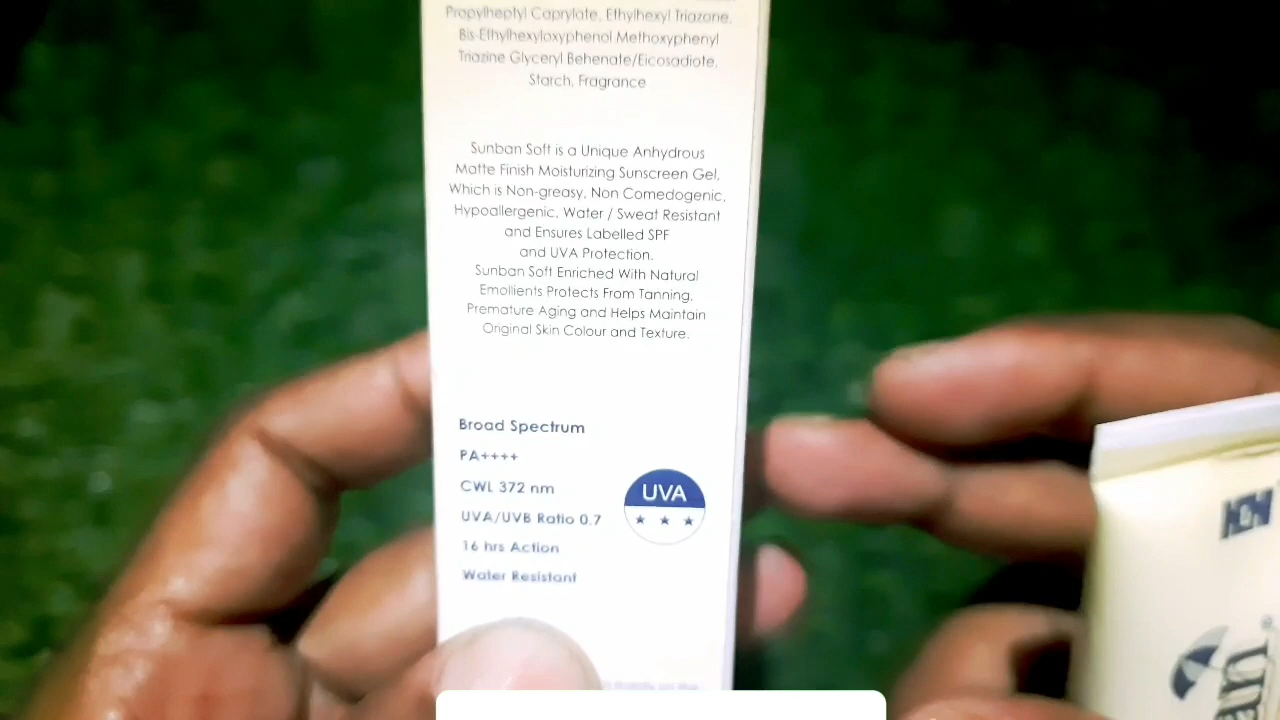 Propylheptyl Caprylate, Ethylhexyl Triazone,
Bis-Ethylhexyloxyphenol Methoxyphenyl
Triazine Glyceryl Behenate/Eicosadiote,
Starch, Fragrance
Sunban Soft is a Unique Anhydrous
Matte Finish Moisturizing Sunscreen Gel,
Which is Non-greasy, Non Comedogenic,
Hypoallergenic, Water / Sweat Resistant
and Ensures Labelled SPF
and UVA Protection.
Sunban Soft Enriched With Natural
Emollients Protects From Tanning,
Premature Aging and Helps Maintain
Original Skin Colour and Texture.
Broad Spectrum
PA++++
CWL 372 nm
UVA/UVB Ratio 0.7
16 hrs Action
Water Resistant
UVA